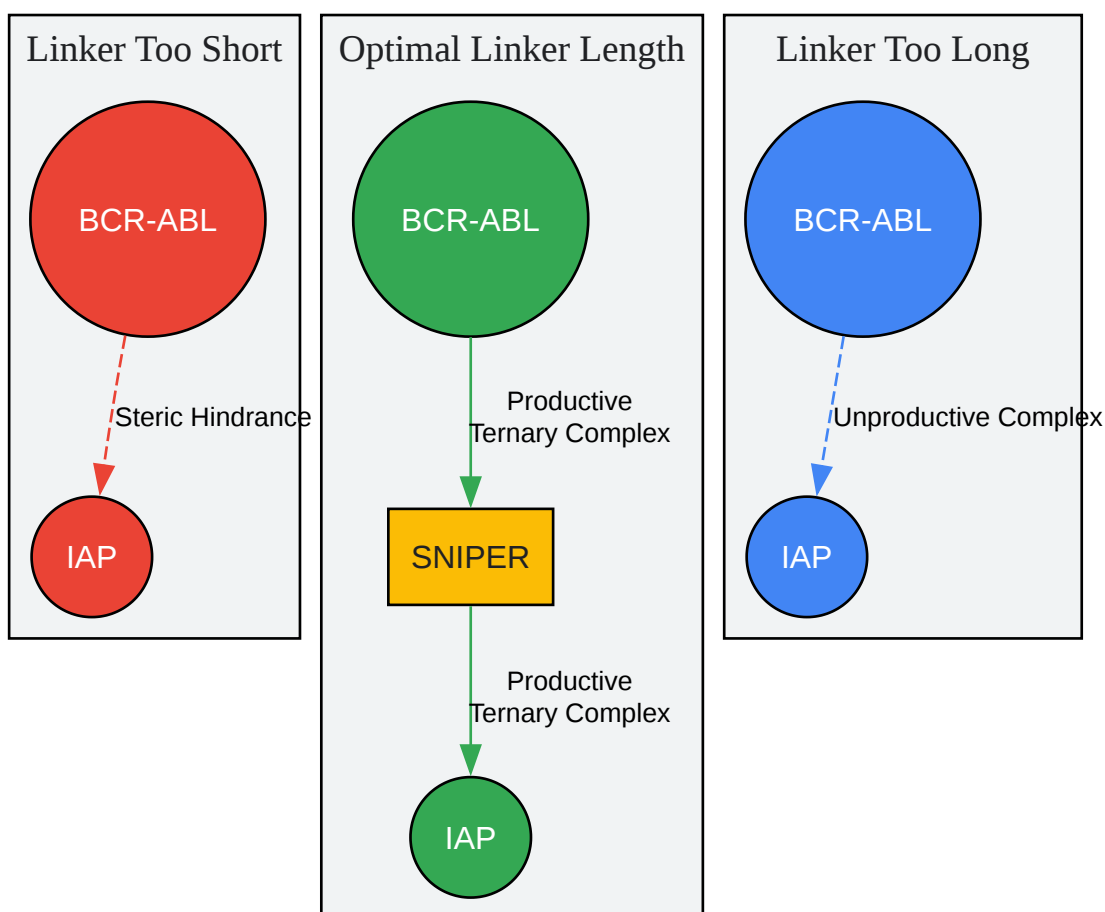 Linker Too Short
BCR-ABL
Steric Hindrance
IAP
Optimal Linker Length
BCR-ABL
Productive
Ternary Complex
SNIPER
Productive
Ternary Complex
IAP
Linker Too Long
BCR-ABL
Unproductive Complex
IAP